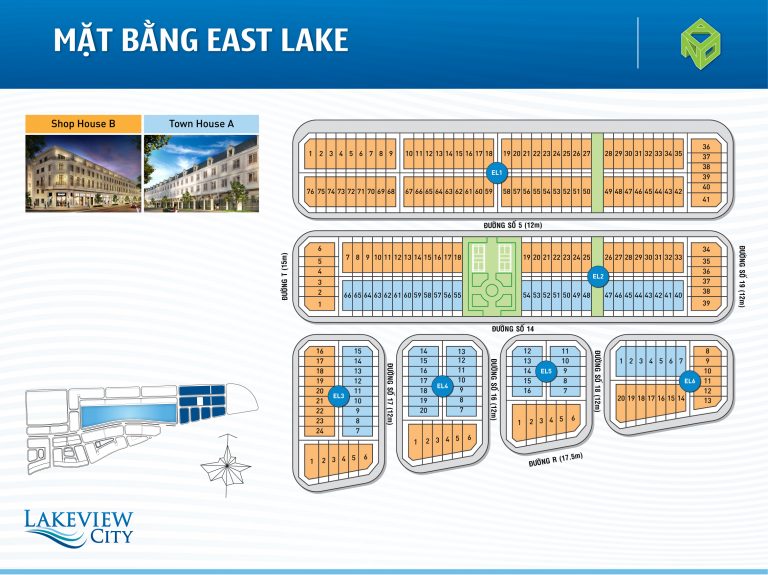 MẶT BẰNG EAST LAKE
Shop House B
Town House A
1 2 3 4 5 6 7 8 9 10 11 12 13 14 15 16 17 18 19 20 21 22 23 24 25 26 27 28 29 30 31 32 33 34 35
36
37
38
39
40
41
EL1
76 75 74 73 72 71 70 69 68 67 66 65 64 63 62 61 60 59 58 57 56 55 54 53 52 51 50 49 48 47 46 45 44 43 42
ĐƯỜNG SỐ 5 (12m)
ĐƯỜNG T (15m)
6
5
4
3
2
1
7 8 9 10 11 12 13 14 15 16 17 18 19 20 21 22 23 24 25 26 27 28 29 30 31 32 33
34
35
36
37
38
39
EL2
66 65 64 63 62 61 60 59 58 57 56 55 54 53 52 51 50 49 48 47 46 45 44 43 42 41 40
ĐƯỜNG SỐ 19 (12m)
ĐƯỜNG SỐ 14
16 15
17 14
18 13
19 12
20 11
21 10
22 9
23 8
24 7
EL3
1 2 3 4 5 6
ĐƯỜNG SỐ 17 (12m)
14 13
15 12
16 11
17 10
18 9
19 8
20 7
EL4
1 2 3 4 5 6
ĐƯỜNG SỐ 16 (12m)
12 11
13 10
14 9
15 8
16 7
EL5
1 2 3 4 5 6
ĐƯỜNG SỐ 18 (12m)
1 2 3 4 5 6 7
8
9
10
11
12
13
EL6
20 19 18 17 16 15 14
ĐƯỜNG R (17.5m)
LAKEVIEW
CITY